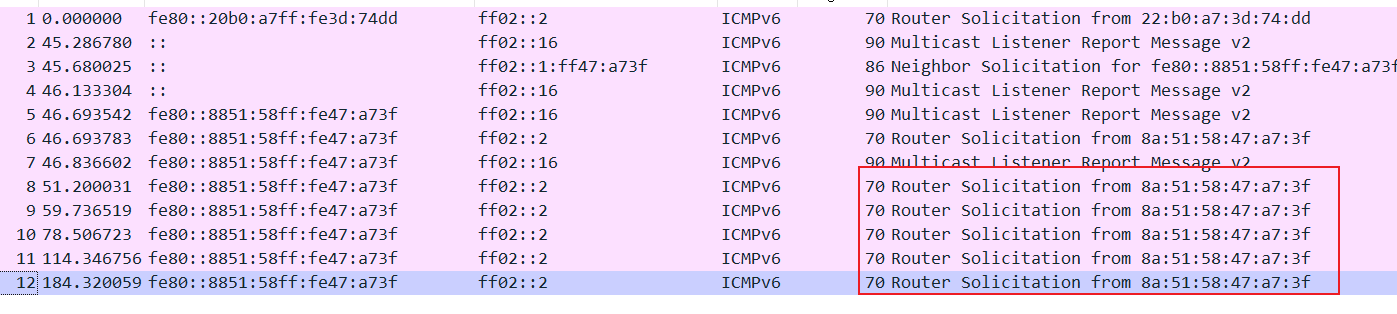 1 0.000000 fe80::20b0:a7ff:fe3d:74dd ff02::2 ICMPv6 70 Router Solicitation from 22:b0:a7:3d:74:dd
2 45.286780 :: ff02::16 ICMPv6 90 Multicast Listener Report Message v2
3 45.680025 :: ff02::1:ff47:a73f ICMPv6 86 Neighbor Solicitation for fe80::8851:58ff:fe47:a73f
4 46.133304 :: ff02::16 ICMPv6 90 Multicast Listener Report Message v2
5 46.693542 fe80::8851:58ff:fe47:a73f ff02::16 ICMPv6 90 Multicast Listener Report Message v2
6 46.693783 fe80::8851:58ff:fe47:a73f ff02::2 ICMPv6 70 Router Solicitation from 8a:51:58:47:a7:3f
7 46.836602 fe80::8851:58ff:fe47:a73f ff02::16 ICMPv6 90 Multicast Listener Report Message v2
8 51.200031 fe80::8851:58ff:fe47:a73f ff02::2 ICMPv6 70 Router Solicitation from 8a:51:58:47:a7:3f
9 59.736519 fe80::8851:58ff:fe47:a73f ff02::2 ICMPv6 70 Router Solicitation from 8a:51:58:47:a7:3f
10 78.506723 fe80::8851:58ff:fe47:a73f ff02::2 ICMPv6 70 Router Solicitation from 8a:51:58:47:a7:3f
11 114.346756 fe80::8851:58ff:fe47:a73f ff02::2 ICMPv6 70 Router Solicitation from 8a:51:58:47:a7:3f
12 184.320059 fe80::8851:58ff:fe47:a73f ff02::2 ICMPv6 70 Router Solicitation from 8a:51:58:47:a7:3f